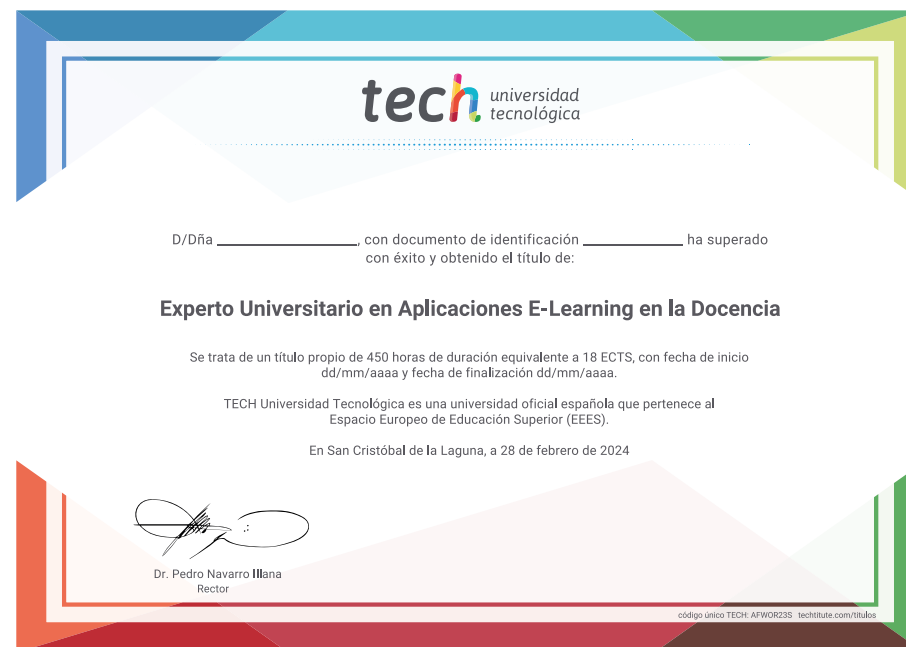 tech universidad
tecnológica
D/Dña ____________, con documento de identificación ____________ ha superado
con éxito y obtenido el título de:
Experto Universitario en Aplicaciones E-Learning en la Docencia
Se trata de un título propio de 450 horas de duración equivalente a 18 ECTS, con fecha de inicio
dd/mm/aaaa y fecha de finalización dd/mm/aaaa.
TECH Universidad Tecnológica es una universidad oficial española que pertenece al
Espacio Europeo de Educación Superior (EEES).
En San Cristóbal de la Laguna, a 28 de febrero de 2024
Dr. Pedro Navarro Illana
Rector
código único TECH: AFWOR23S techtitute.com/titulos